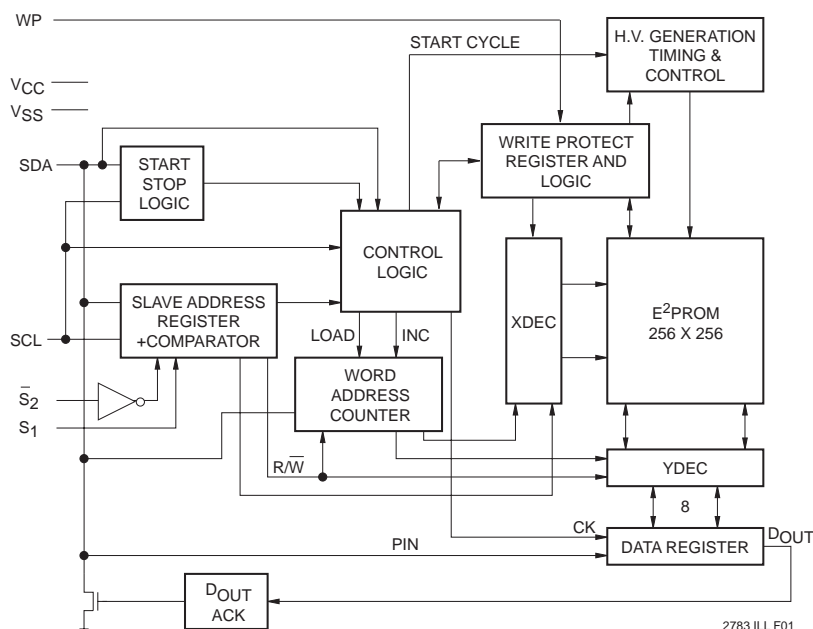 WP
START CYCLE
H.V. GENERATION
TIMING &
CONTROL
VCC
VSS
SDA
START
STOP
LOGIC
WRITE PROTECT
REGISTER AND
LOGIC
CONTROL
LOGIC
SLAVE ADDRESS
REGISTER
+COMPARATOR
SCL
LOAD
INC
XDEC
E²PROM
256 X 256
WORD
ADDRESS
COUNTER
S̅2
S1
R/W̅
YDEC
8
CK
DOUT
PIN
DATA REGISTER
DOUT
ACK
2783 ILL F01